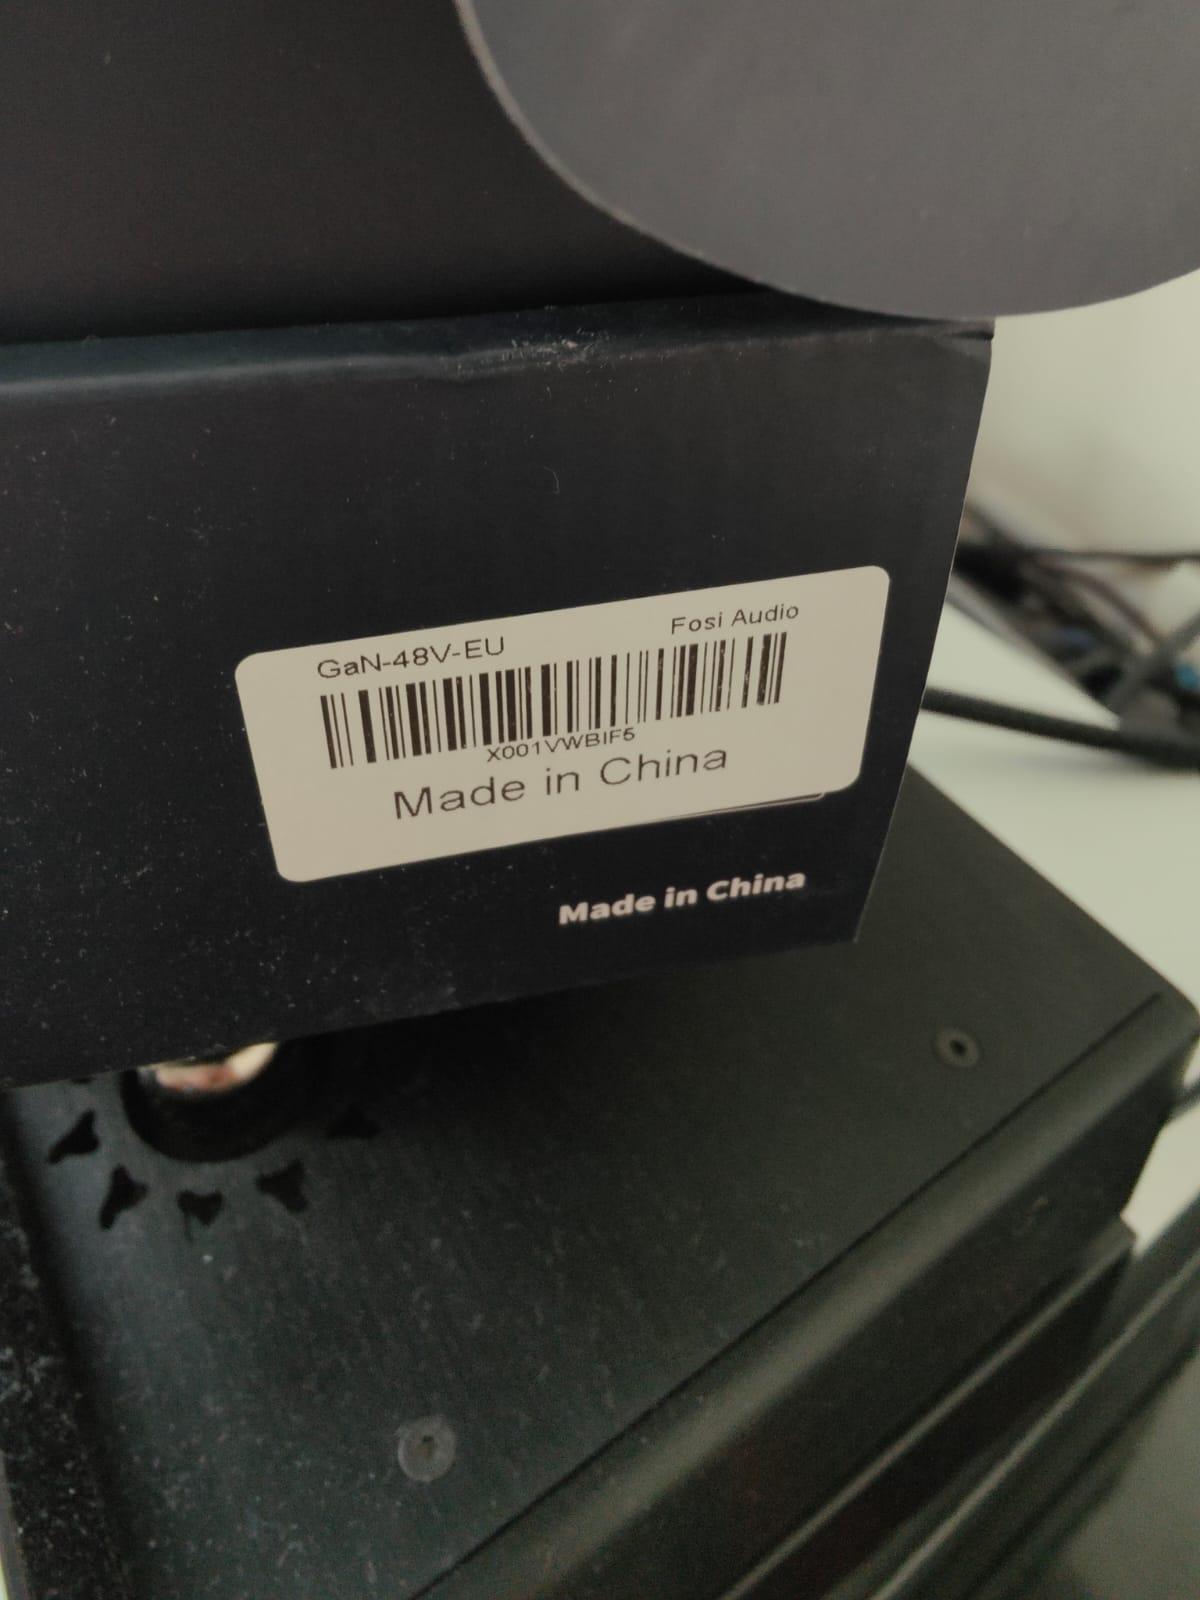 GaN-48V-EU
Fosi Audio
X001VWBIF5
Made in China
Made in China